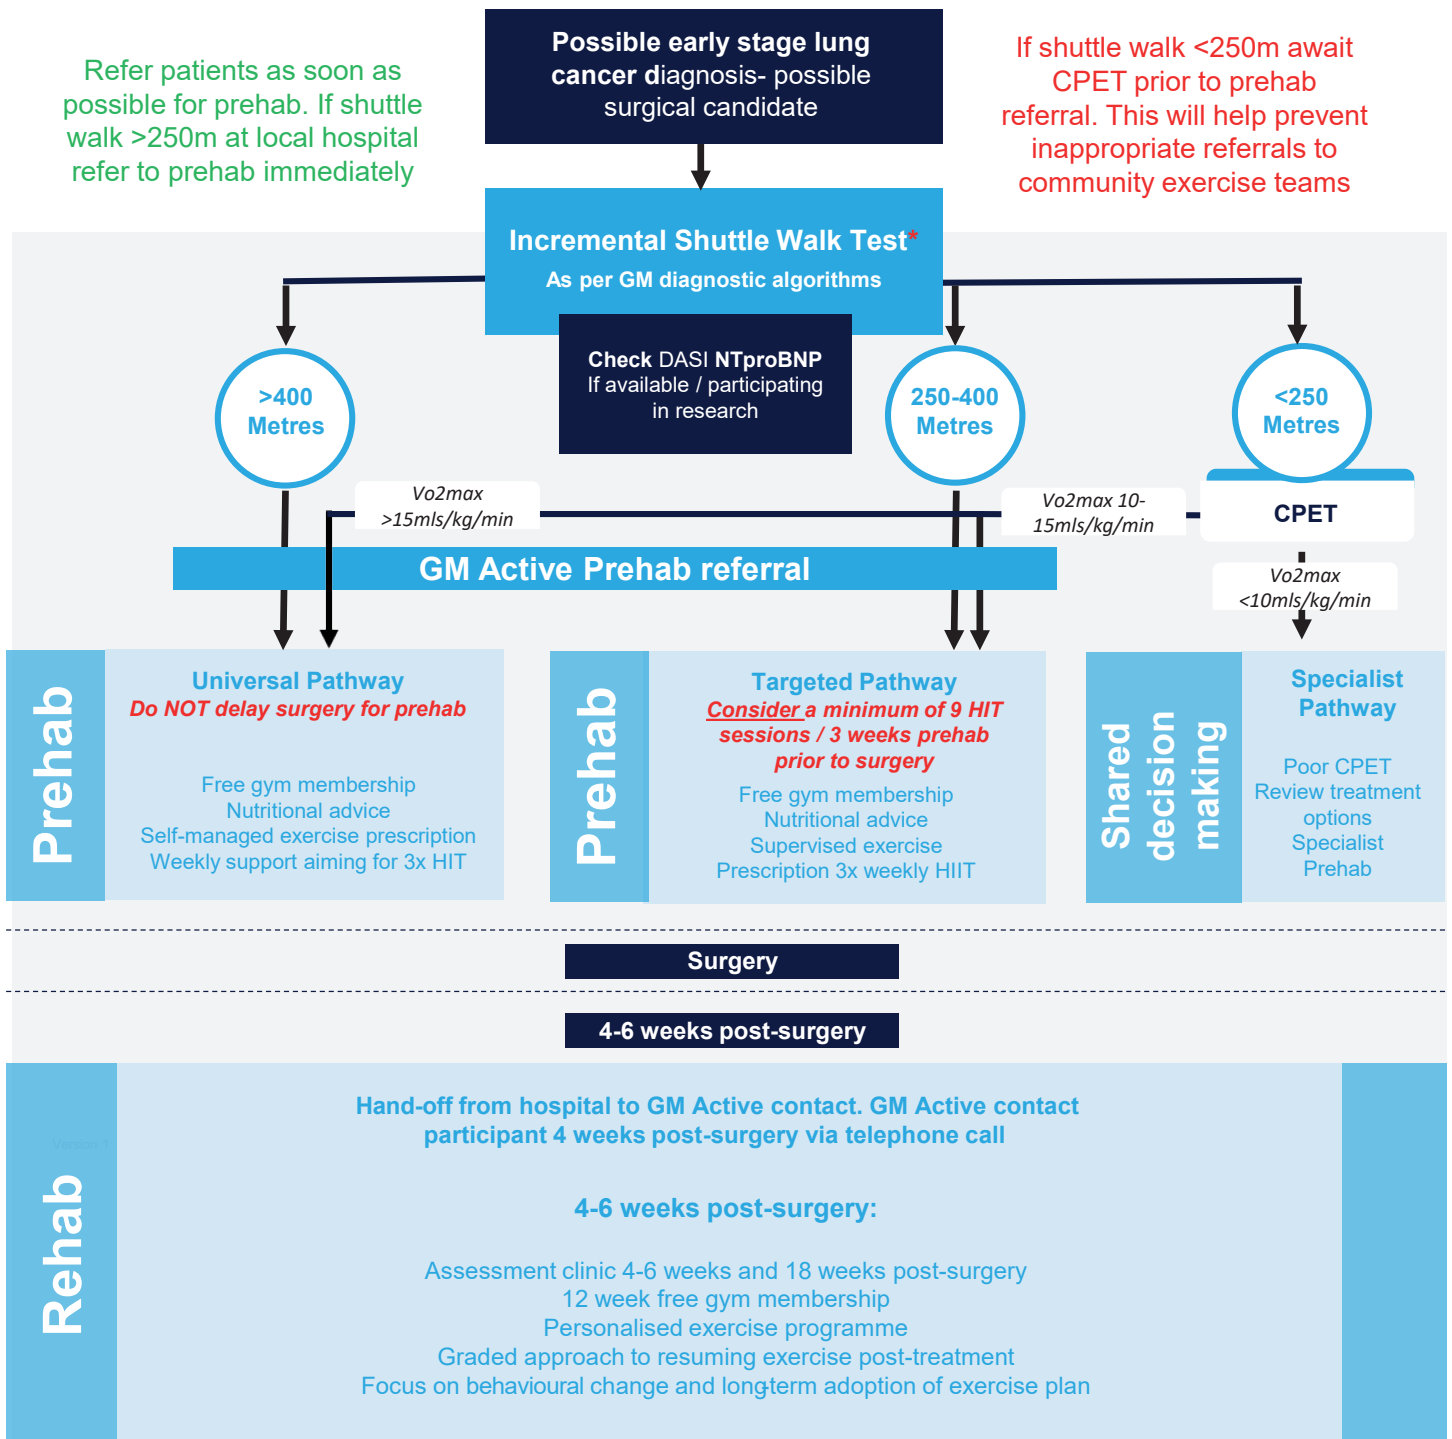 Refer patients as soon as
possible for prehab. If shuttle
walk >250m at local hospital
refer to prehab immediately
Possible early stage lung
cancer diagnosis- possible
surgical candidate
If shuttle walk <250m await
CPET prior to prehab
referral. This will help prevent
inappropriate referrals to
community exercise teams
Incremental Shuttle Walk Test*
As per GM diagnostic algorithms
Check DASI NTproBNP
If available / participating
in research
>400
Metres
250-400
Metres
<250
Metres
Vo2max
>15mls/kg/min
Vo2max 10-
15mls/kg/min
CPET
Vo2max
<10mls/kg/min
GM Active Prehab referral
Prehab
Universal Pathway
Do NOT delay surgery for prehab
Free gym membership
Nutritional advice
Self-managed exercise prescription
Weekly support aiming for 3x HIT
Prehab
Targeted Pathway
Consider a minimum of 9 HIT
sessions / 3 weeks prehab
prior to surgery
Free gym membership
Nutritional advice
Supervised exercise
Prescription 3x weekly HIIT
Shared
decision
making
Specialist
Pathway
Poor CPET
Review treatment
options
Specialist
Prehab
Surgery
4-6 weeks post-surgery
Version 1
Rehab
Hand-off from hospital to GM Active contact. GM Active contact
participant 4 weeks post-surgery via telephone call
4-6 weeks post-surgery:
Assessment clinic 4-6 weeks and 18 weeks post-surgery
12 week free gym membership
Personalised exercise programme
Graded approach to resuming exercise post-treatment
Focus on behavioural change and long-term adoption of exercise plan